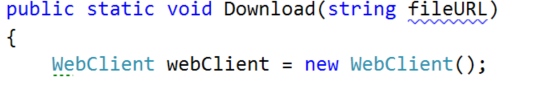 public static void Download(string fileURL)
{
WebClient webClient = new WebClient();